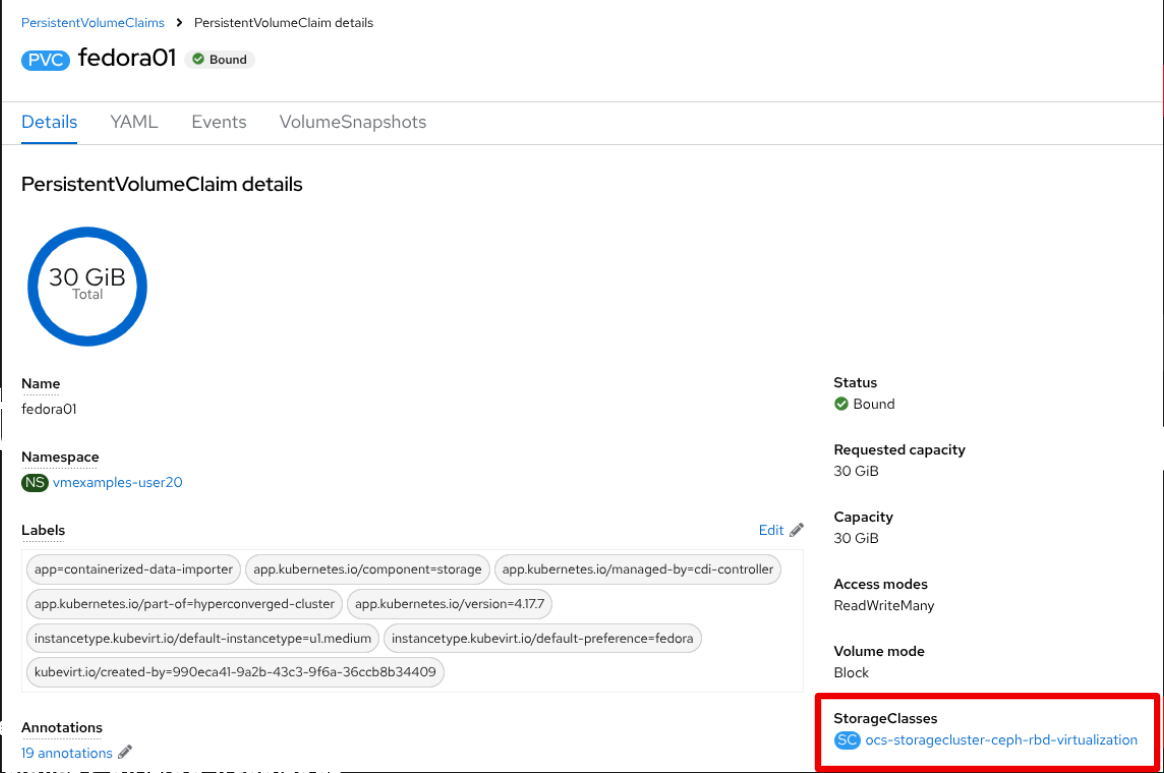 PersistentVolumeClaims > PersistentVolumeClaim details
PVC fedora01 Bound
Details YAML Events VolumeSnapshots
PersistentVolumeClaim details
30 GiB
Total
Name
fedora01
Namespace
NS vmexamples-user20
Labels Edit
app=containerized-data-importer app.kubernetes.io/component=storage app.kubernetes.io/managed-by=cdi-controller
app.kubernetes.io/part-of=hyperconverged-cluster app.kubernetes.io/version=4.17.7
instancetype.kubevirt.io/default-instancetype=u1.medium instancetype.kubevirt.io/default-preference=fedora
kubevirt.io/created-by=990eca41-9a2b-43c3-9f6a-36ccb8b34409
Annotations
19 annotations
Status
Bound
Requested capacity
30 GiB
Capacity
30 GiB
Access modes
ReadWriteMany
Volume mode
Block
StorageClasses
SC ocs-storagecluster-ceph-rbd-virtualization